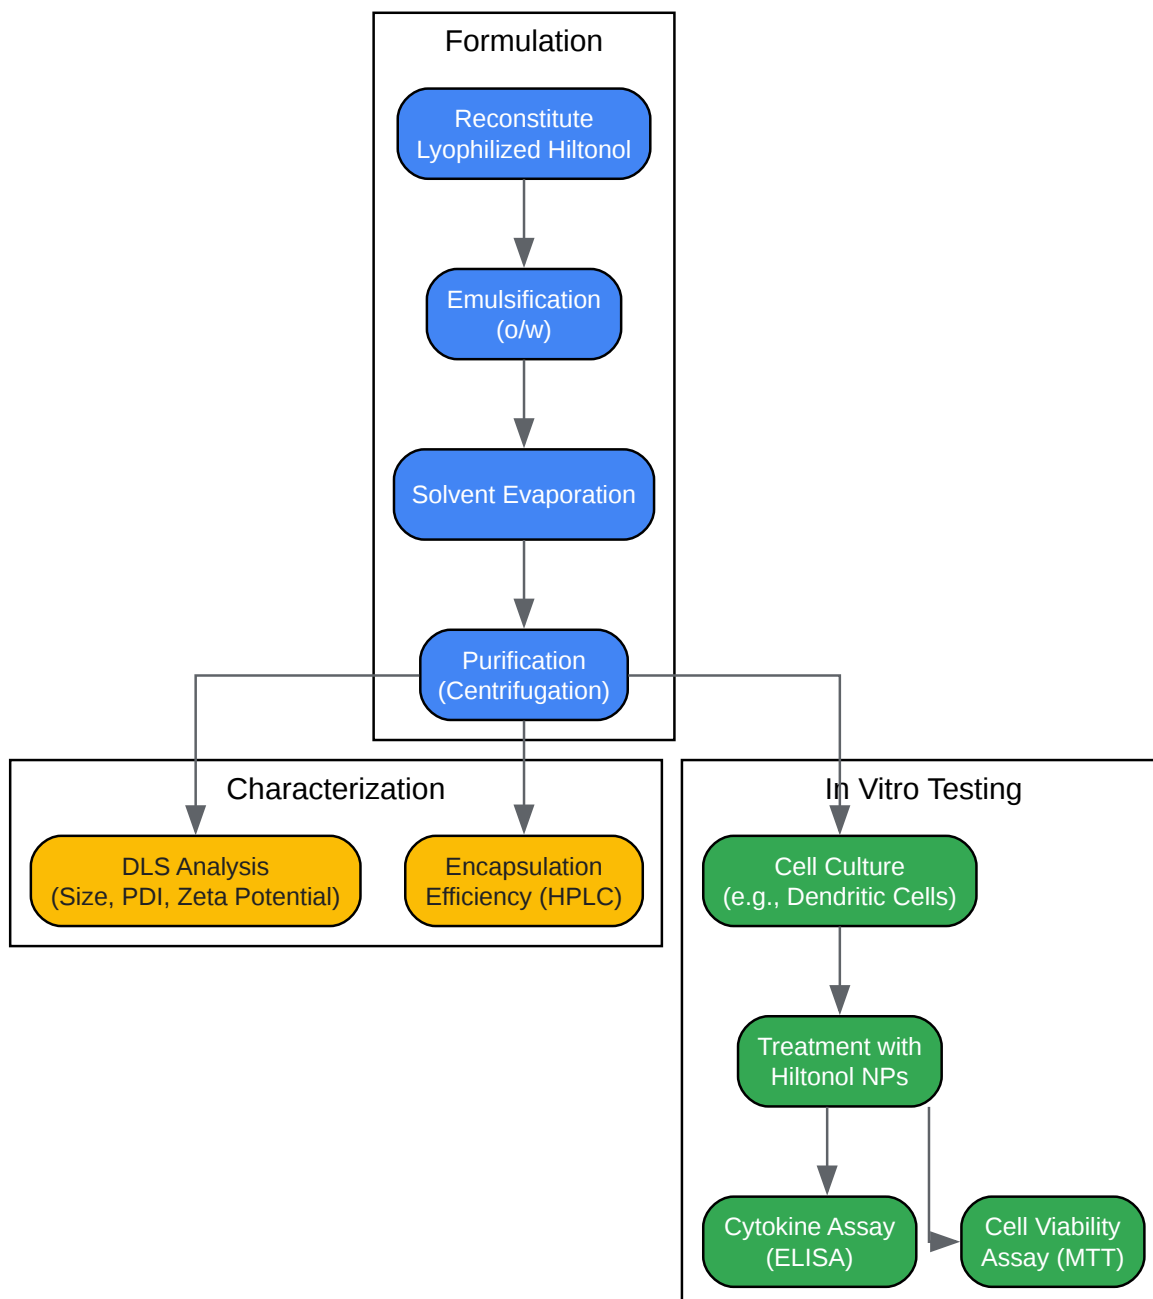 Formulation
Reconstitute
Lyophilized Hiltonol
Emulsification
(o/w)
Solvent Evaporation
Purification
(Centrifugation)
Characterization
DLS Analysis
(Size, PDI, Zeta Potential)
Encapsulation
Efficiency (HPLC)
In Vitro Testing
Cell Culture
(e.g., Dendritic Cells)
Treatment with
Hiltonol NPs
Cytokine Assay
(ELISA)
Cell Viability
Assay (MTT)